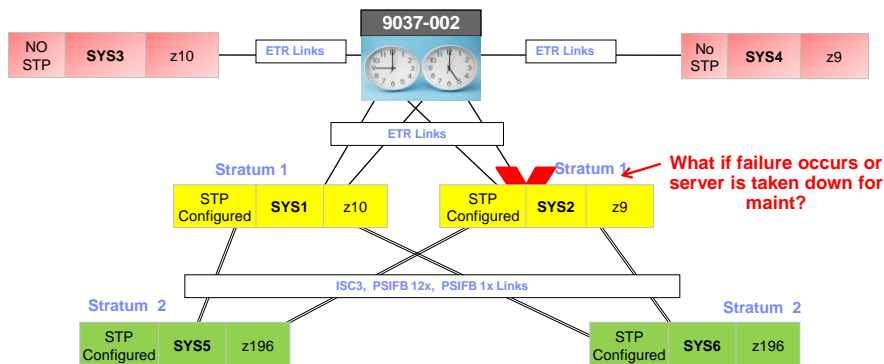 9037-002
NO STP SYS3 z10
ETR Links
ETR Links
No STP SYS4 z9
ETR Links
Stratum 1
Stratum 1
What if failure occurs or
server is taken down for
maint?
STP Configured SYS1 z10
STP Configured SYS2 z9
ISC3, PSIFB 12x, PSIFB 1x Links
Stratum 2
Stratum 2
STP Configured SYS5 z196
STP Configured SYS6 z196